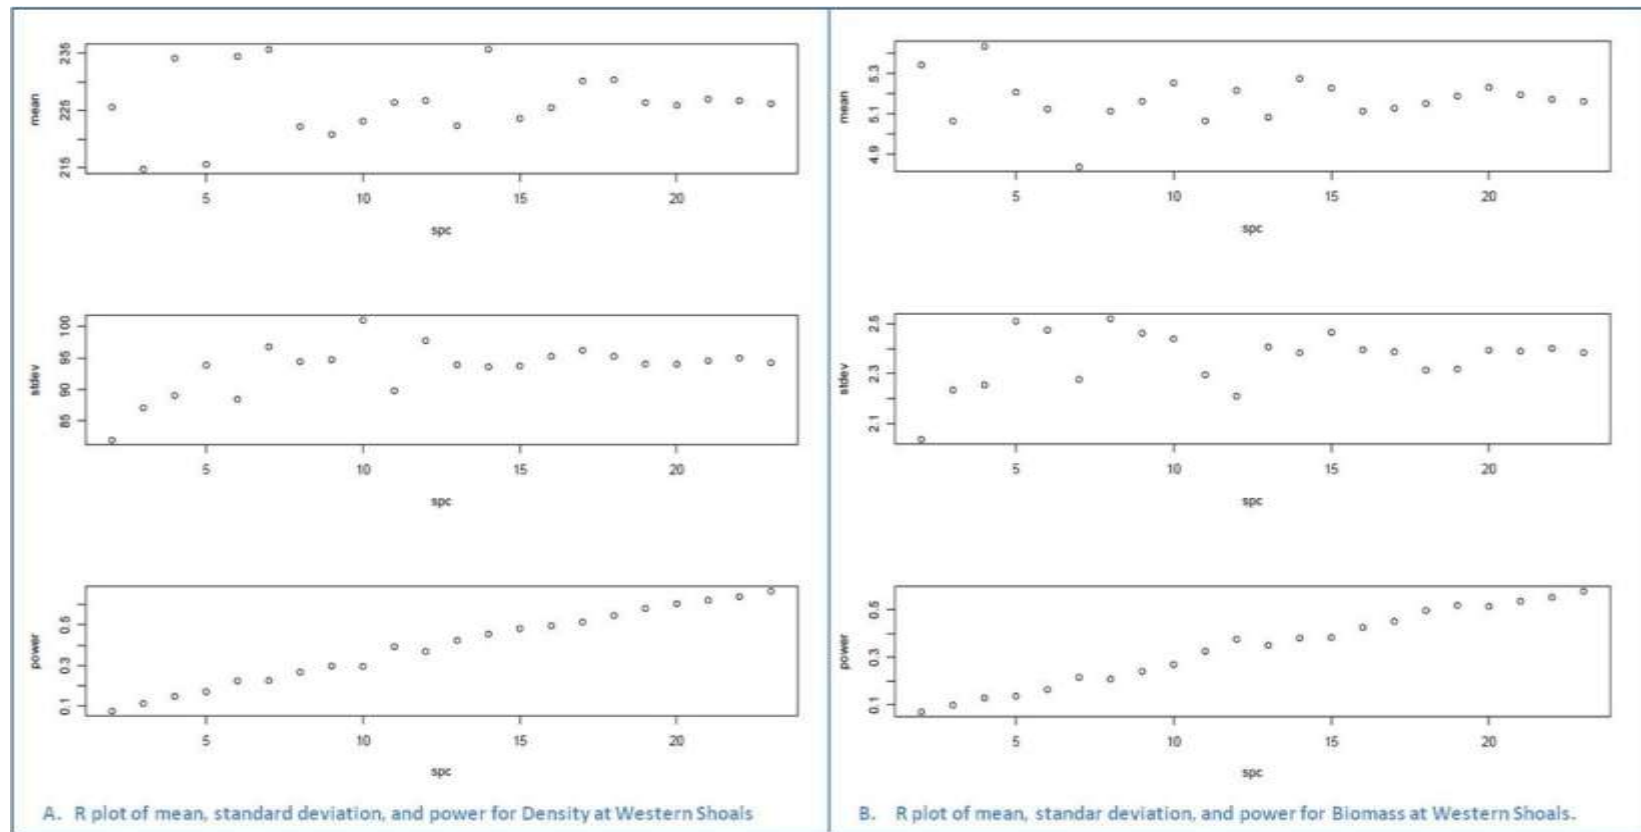 mean
235
225
215
5 10 15 20
spc
stdev
100
95
90
85
5 10 15 20
spc
power
0.5
0.3
0.1
5 10 15 20
spc
A. R plot of mean, standard deviation, and power for Density at Western Shoals
mean
5.3
5.1
4.9
5 10 15 20
spc
stdev
2.5
2.3
2.1
5 10 15 20
spc
power
0.5
0.3
0.1
5 10 15 20
spc
B. R plot of mean, standar deviation, and power for Biomass at Western Shoals.